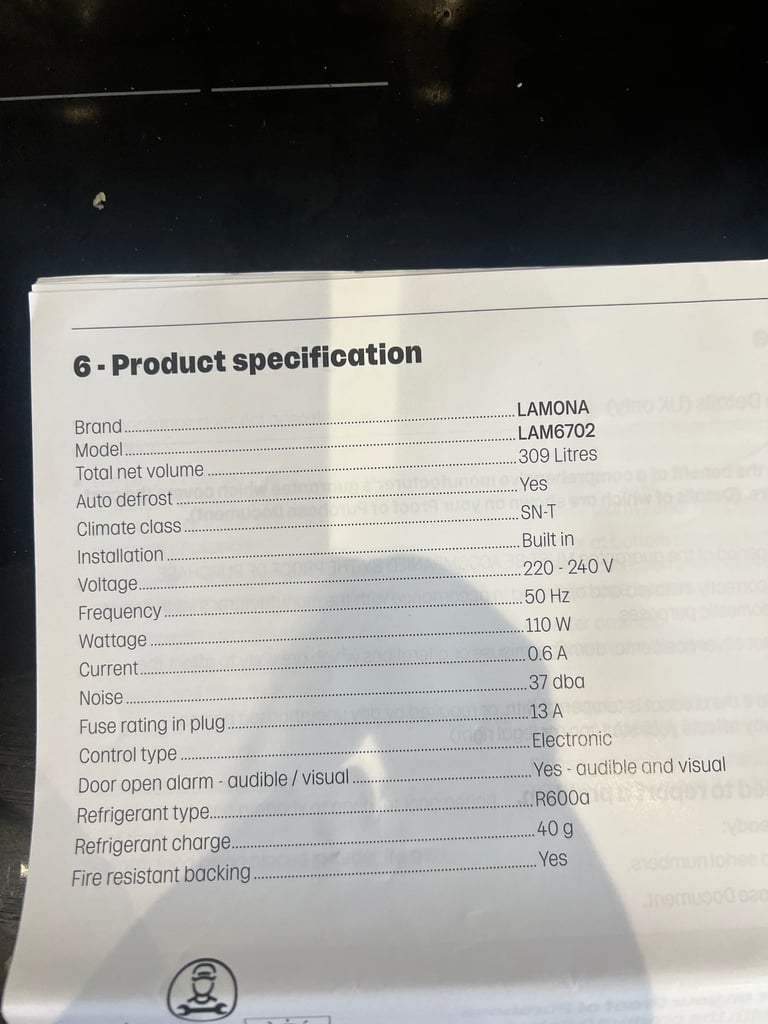 6 - Product specification
Brand LAMONA
Model LAM6702
Total net volume 309 Litres
Auto defrost Yes
Climate class SN-T
Installation Built in
Voltage 220 - 240 V
Frequency 50 Hz
Wattage 110 W
Current 0.6 A
Noise 37 dba
Fuse rating in plug 13 A
Control type Electronic
Door open alarm - audible / visual Yes - audible and visual
Refrigerant type R600a
Refrigerant charge 40 g
Fire resistant backing Yes